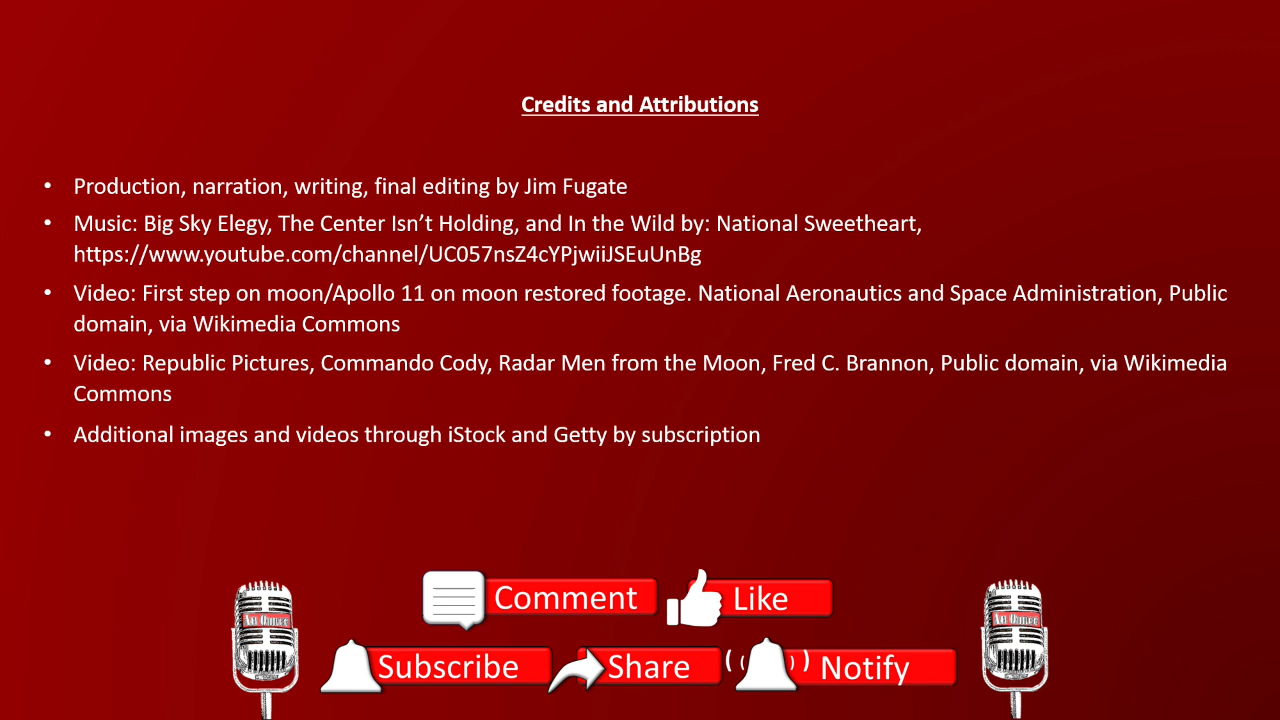 Credits and Attributions
• Production, narration, writing, final editing by Jim Fugate
• Music: Big Sky Elegy, The Center Isn’t Holding, and In the Wild by: National Sweetheart,
https://www.youtube.com/channel/UC057nsZ4cYPjwiiJSEuUnBg
• Video: First step on moon/Apollo 11 on moon restored footage. National Aeronautics and Space Administration, Public
domain, via Wikimedia Commons
• Video: Republic Pictures, Commando Cody, Radar Men from the Moon, Fred C. Brannon, Public domain, via Wikimedia
Commons
• Additional images and videos through iStock and Getty by subscription
Comment
Like
Subscribe
Share
Notify